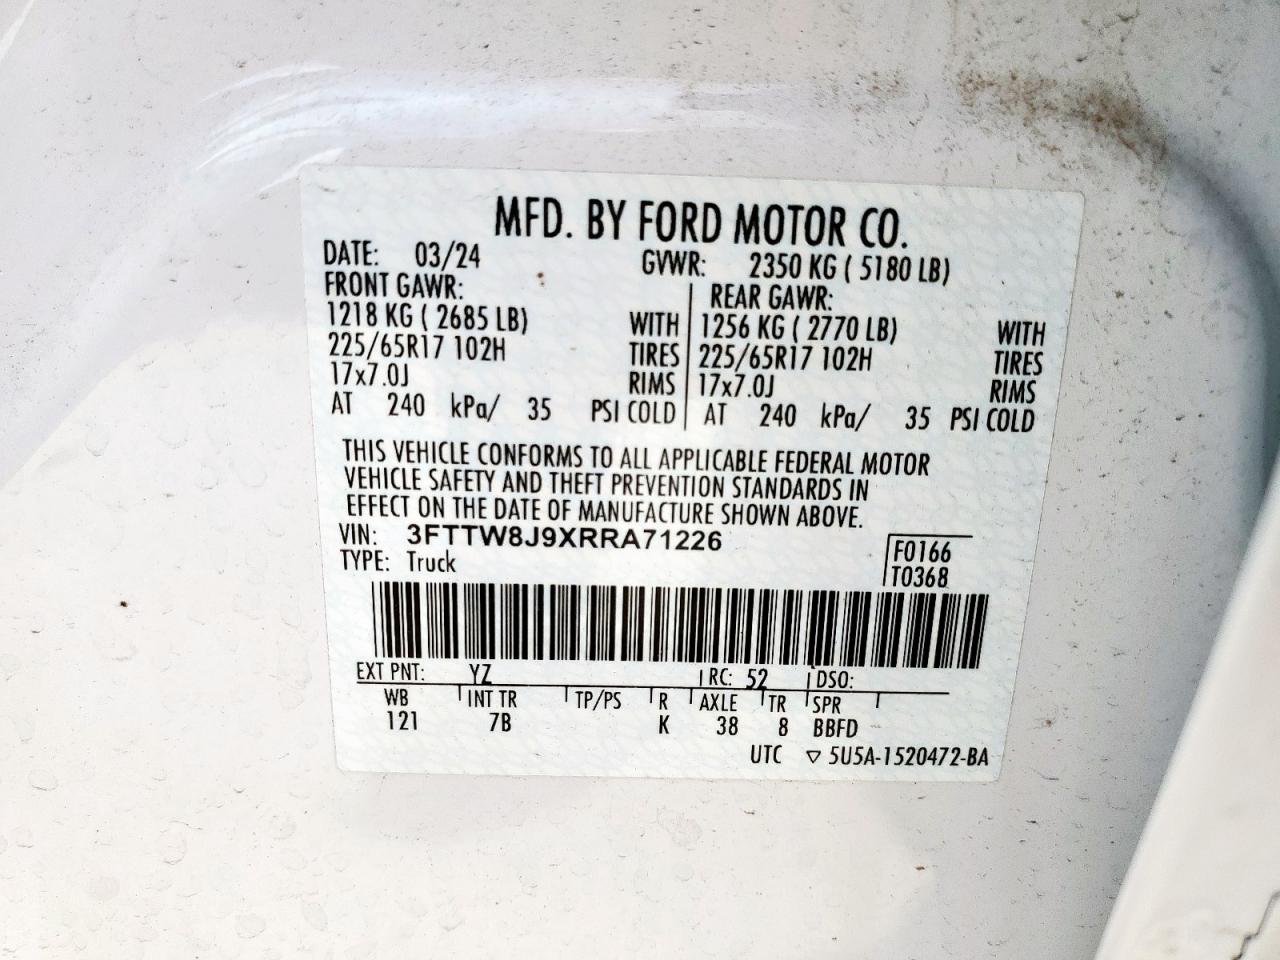 MFD. BY FORD MOTOR CO.
DATE: 03/24 GVWR: 2350 KG ( 5180 LB)
FRONT GAWR: REAR GAWR:
1218 KG ( 2685 LB) WITH 1256 KG ( 2770 LB) WITH
225/65R17 102H TIRES 225/65R17 102H TIRES
17x7.0J RIMS 17x7.0J RIMS
AT 240 kPa/ 35 PSI COLD AT 240 kPa/ 35 PSI COLD
THIS VEHICLE CONFORMS TO ALL APPLICABLE FEDERAL MOTOR
VEHICLE SAFETY AND THEFT PREVENTION STANDARDS IN
EFFECT ON THE DATE OF MANUFACTURE SHOWN ABOVE.
VIN: 3FTTW8J9XRRA71226
TYPE: Truck
F0166
T0368
EXT PNT: YZ RC: 52 DSO:
WB INT TR TP/PS R AXLE TR SPR
121 7B K 38 8 BBFD
UTC ▽ 5U5A-1520472-BA